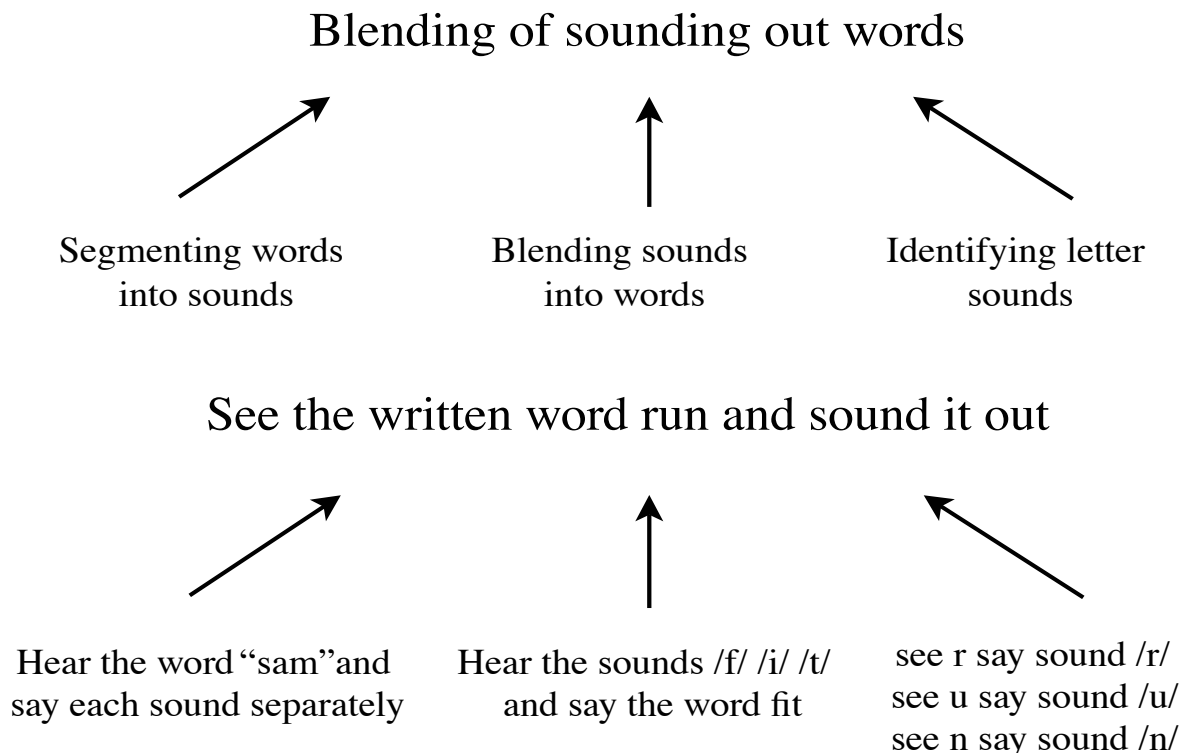 Blending of sounding out words
Segmenting words
into sounds
Blending sounds
into words
Identifying letter
sounds
See the written word run and sound it out
Hear the word “sam”and
say each sound separately
Hear the sounds /f/ /i/ /t/
and say the word fit
see r say sound /r/
see u say sound /u/
see n say sound /n/